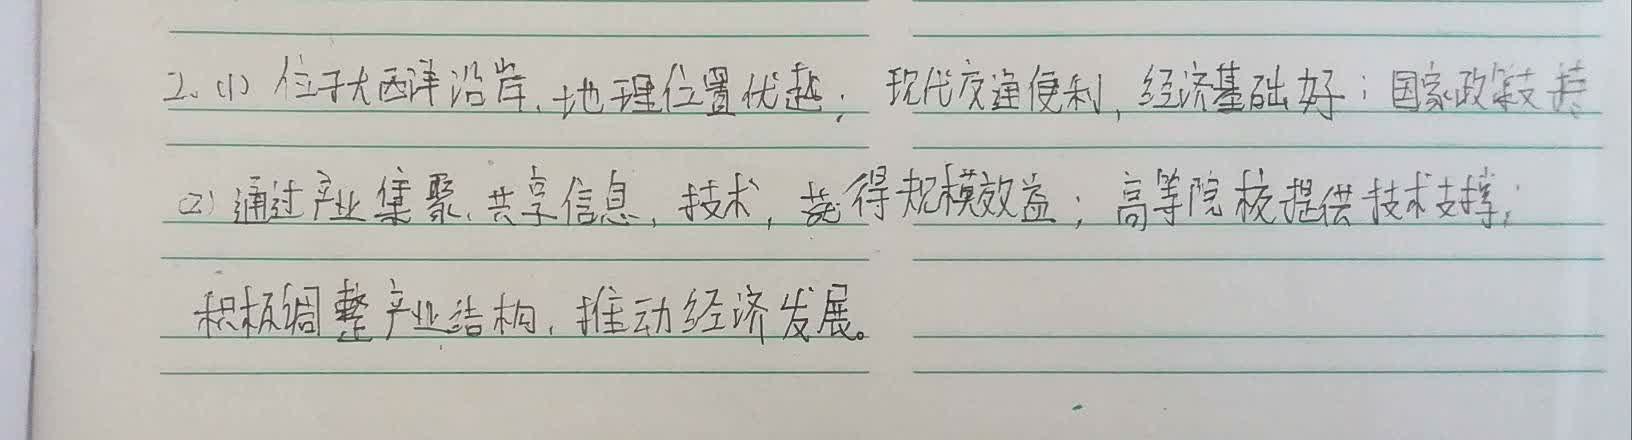 2.(1) 位于大西洋沿岸,地理位置优越; 现代交通便利,经济基础好;国家政策支持
(2)通过产业集聚,共享信息,技术,获得规模效益;高等院校提供技术支撑;
积极调整产业结构,推动经济发展。